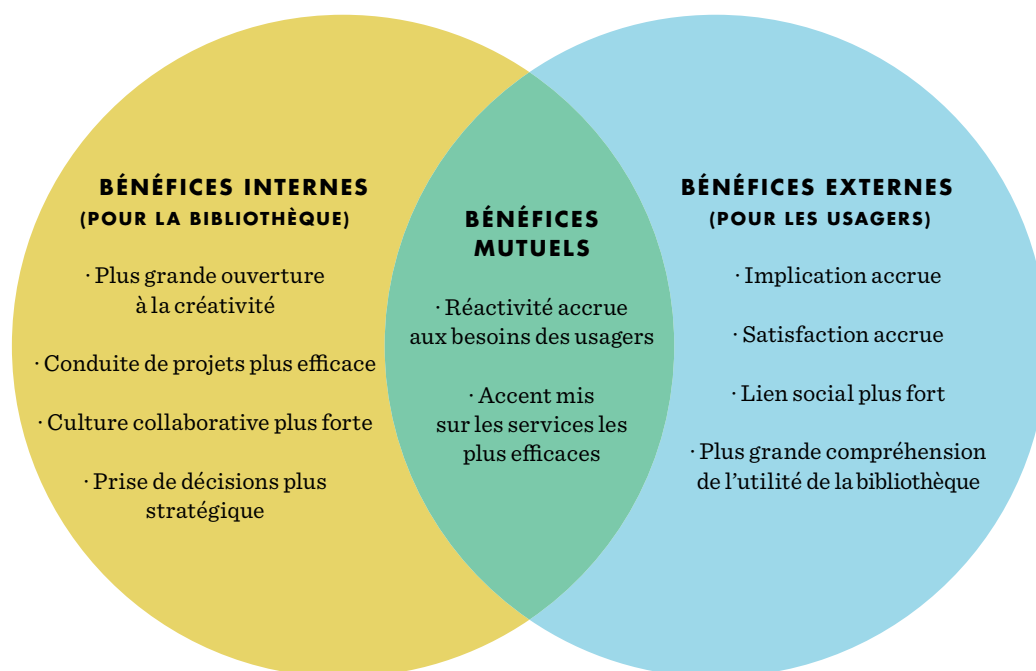 BÉNÉFICES INTERNES
(POUR LA BIBLIOTHÈQUE)
· Plus grande ouverture
à la créativité
· Conduite de projets plus efficace
· Culture collaborative plus forte
· Prise de décisions plus
stratégique
BÉNÉFICES
MUTUELS
· Réactivité accrue
aux besoins des usagers
· Accent mis
sur les services les
plus efficaces
BÉNÉFICES EXTERNES
(POUR LES USAGERS)
· Implication accrue
· Satisfaction accrue
· Lien social plus fort
· Plus grande compréhension
de l’utilité de la bibliothèque